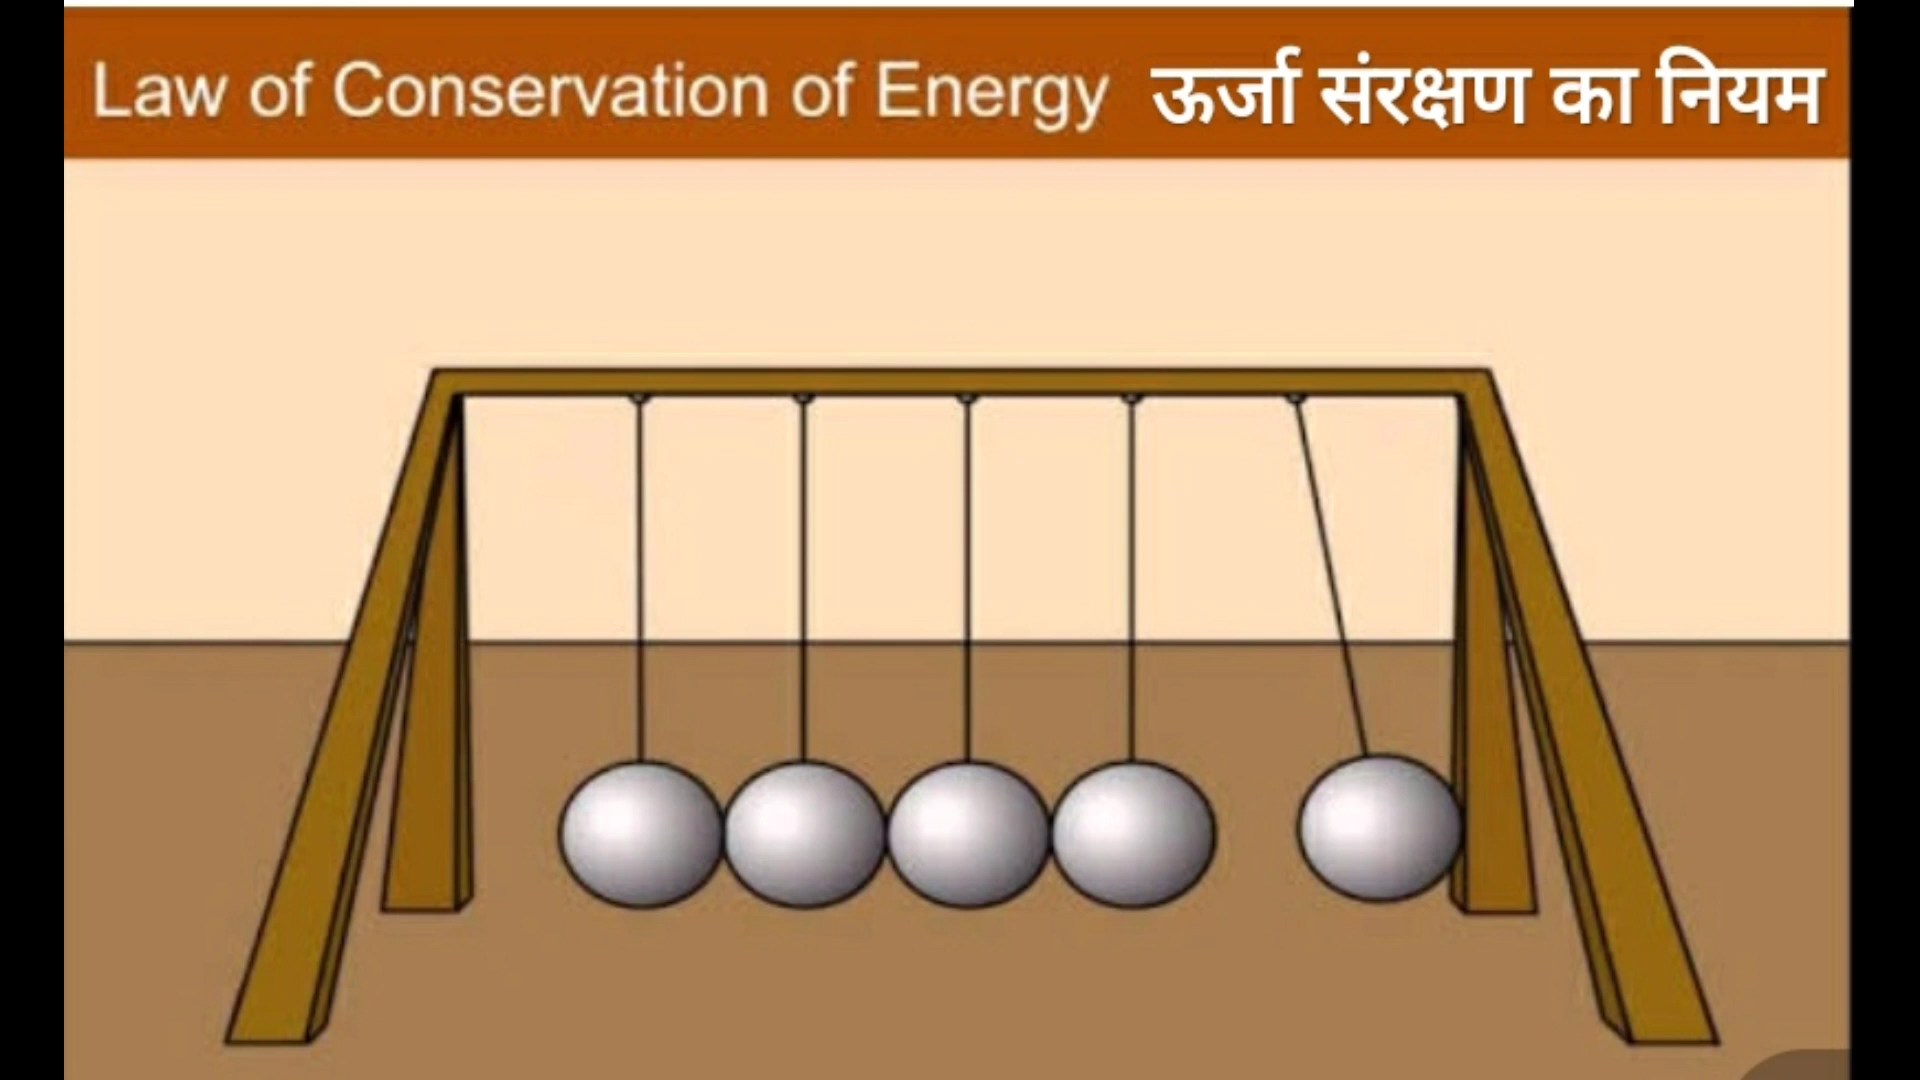 Law of Conservation of Energy ऊर्जा संरक्षण का नियम